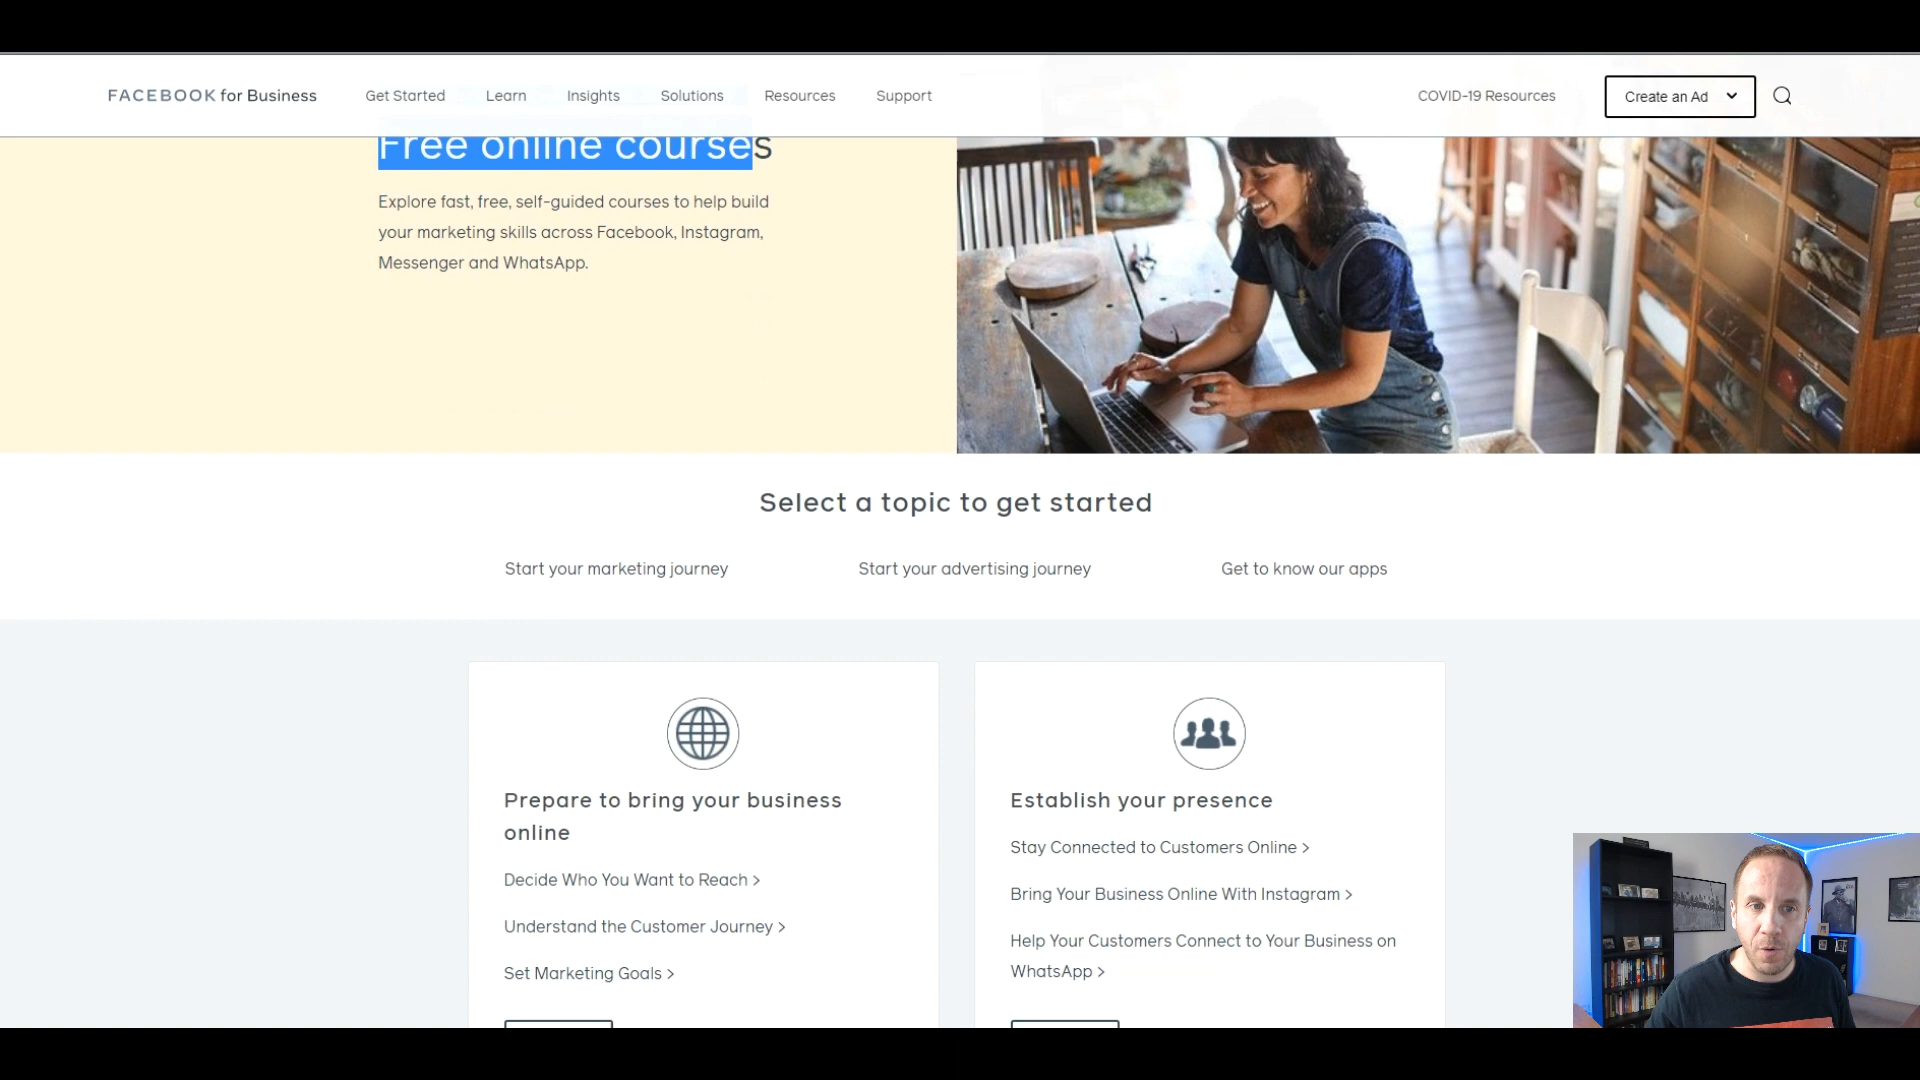 FACEBOOK for Business
Get Started
Learn
Insights
Solutions
Resources
Support
COVID-19 Resources
Create an Ad
Free online courses
Explore fast, free, self-guided courses to help build
your marketing skills across Facebook, Instagram,
Messenger and WhatsApp.
Select a topic to get started
Start your marketing journey
Start your advertising journey
Get to know our apps
Prepare to bring your business
online
Decide Who You Want to Reach >
Understand the Customer Journey >
Set Marketing Goals >
Establish your presence
Stay Connected to Customers Online >
Bring Your Business Online With Instagram >
Help Your Customers Connect to Your Business on
WhatsApp >